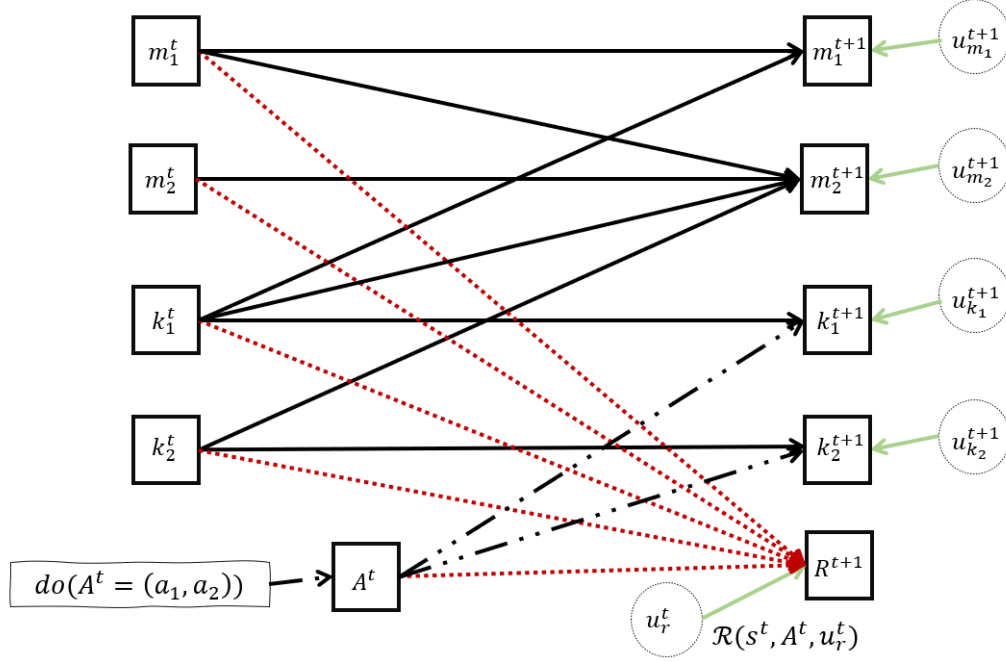 m_1^t
m_1^{t+1}
u_{m_1}^{t+1}
m_2^t
m_2^{t+1}
u_{m_2}^{t+1}
k_1^t
k_1^{t+1}
u_{k_1}^{t+1}
k_2^t
k_2^{t+1}
u_{k_2}^{t+1}
do(A^t = (a_1, a_2))
A^t
R^{t+1}
u_r^t
ℛ(s^t, A^t, u_r^t)